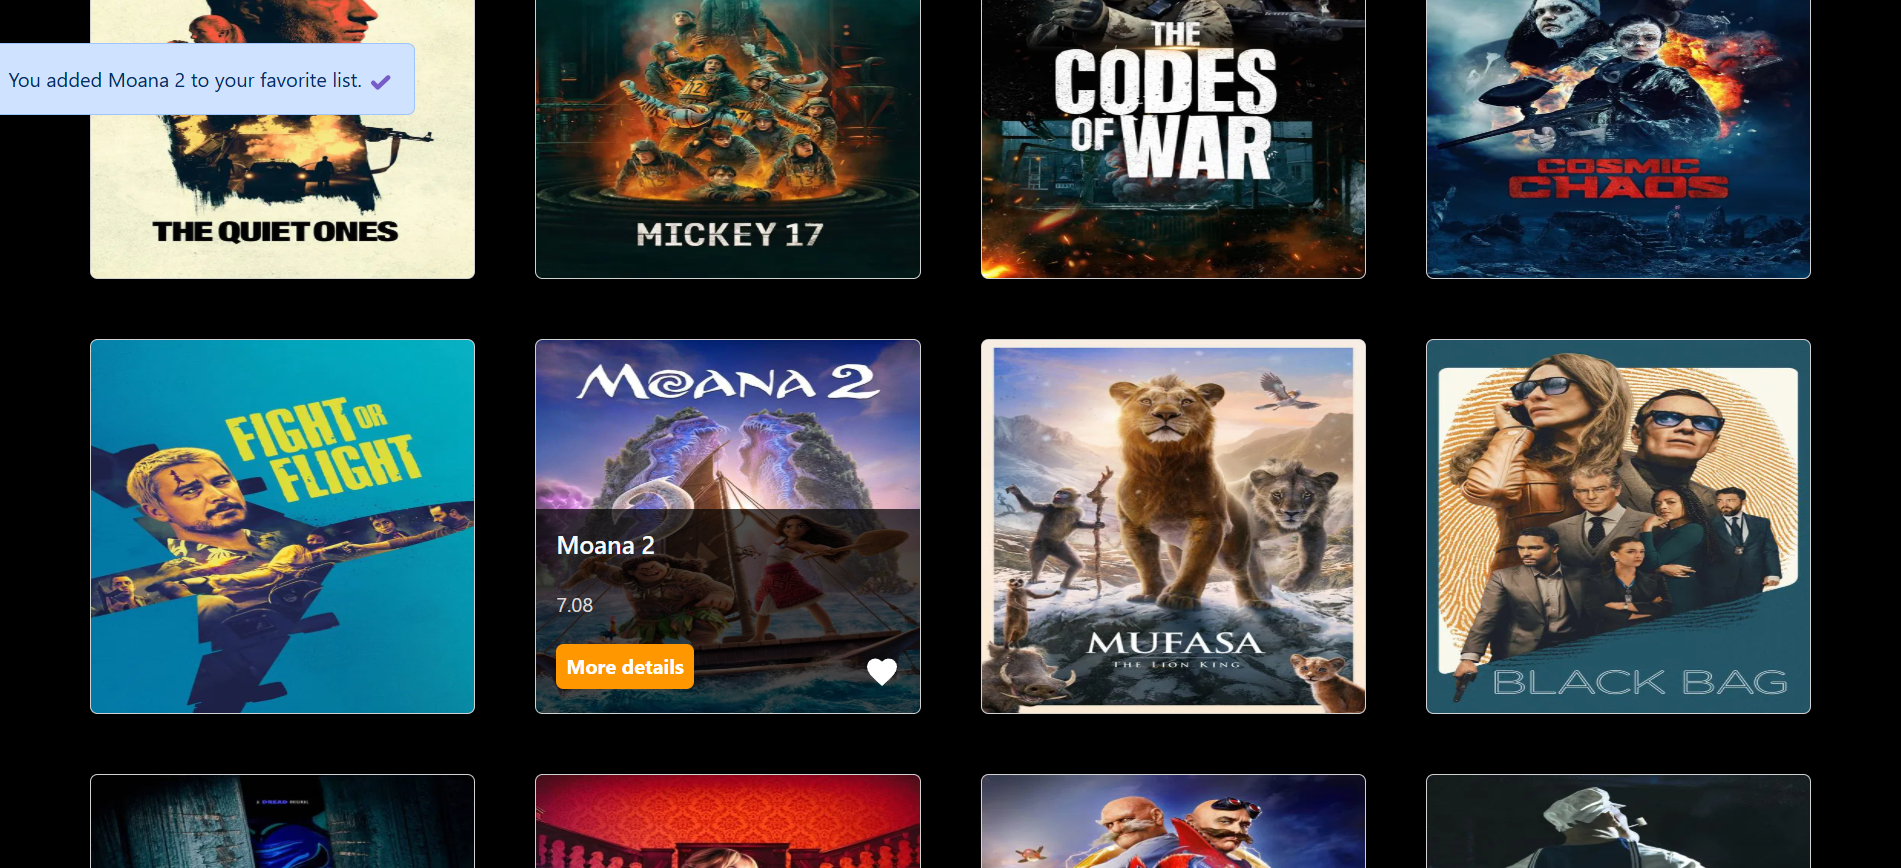 You added Moana 2 to your favorite list.
THE QUIET ONES
MICKEY 17
THE
CODES
OF WAR
COSMIC
CHAOS
FIGHT OR
FLIGHT
MOANA 2
Moana 2
7.08
More details
MUFASA
THE LION KING
BLACK BAG
A DREAD